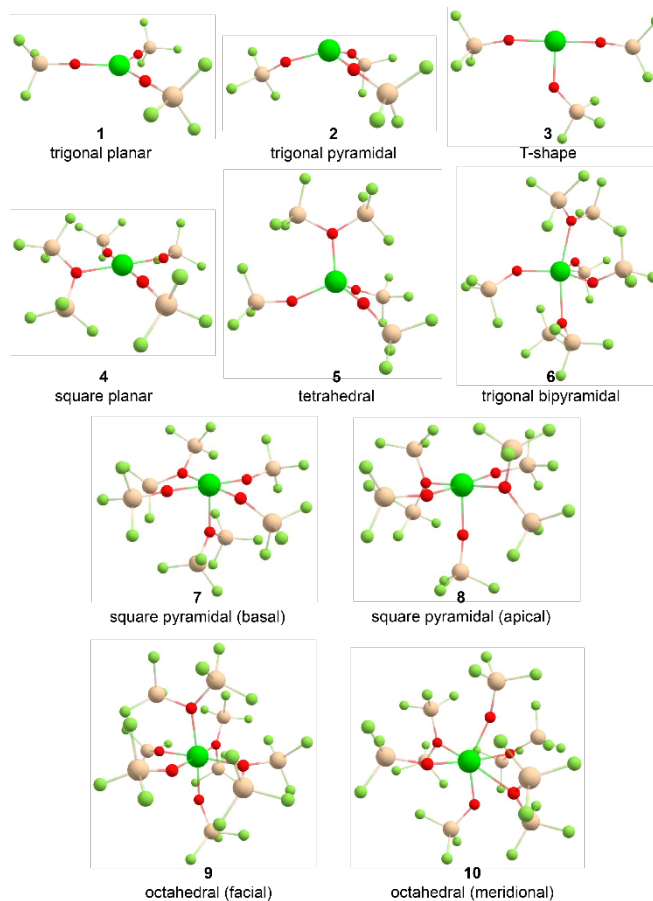 1
trigonal planar
2
trigonal pyramidal
3
T-shape
4
square planar
5
tetrahedral
6
trigonal bipyramidal
7
square pyramidal (basal)
8
square pyramidal (apical)
9
octahedral (facial)
10
octahedral (meridional)